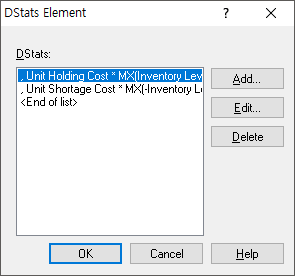 DStats Element
?
DStats:
, Unit Holding Cost * MX(Inventory Lev
, Unit Shortage Cost * MX(-Inventory Le
<End of list>
Add...
Edit...
Delete
OK
Cancel
Help